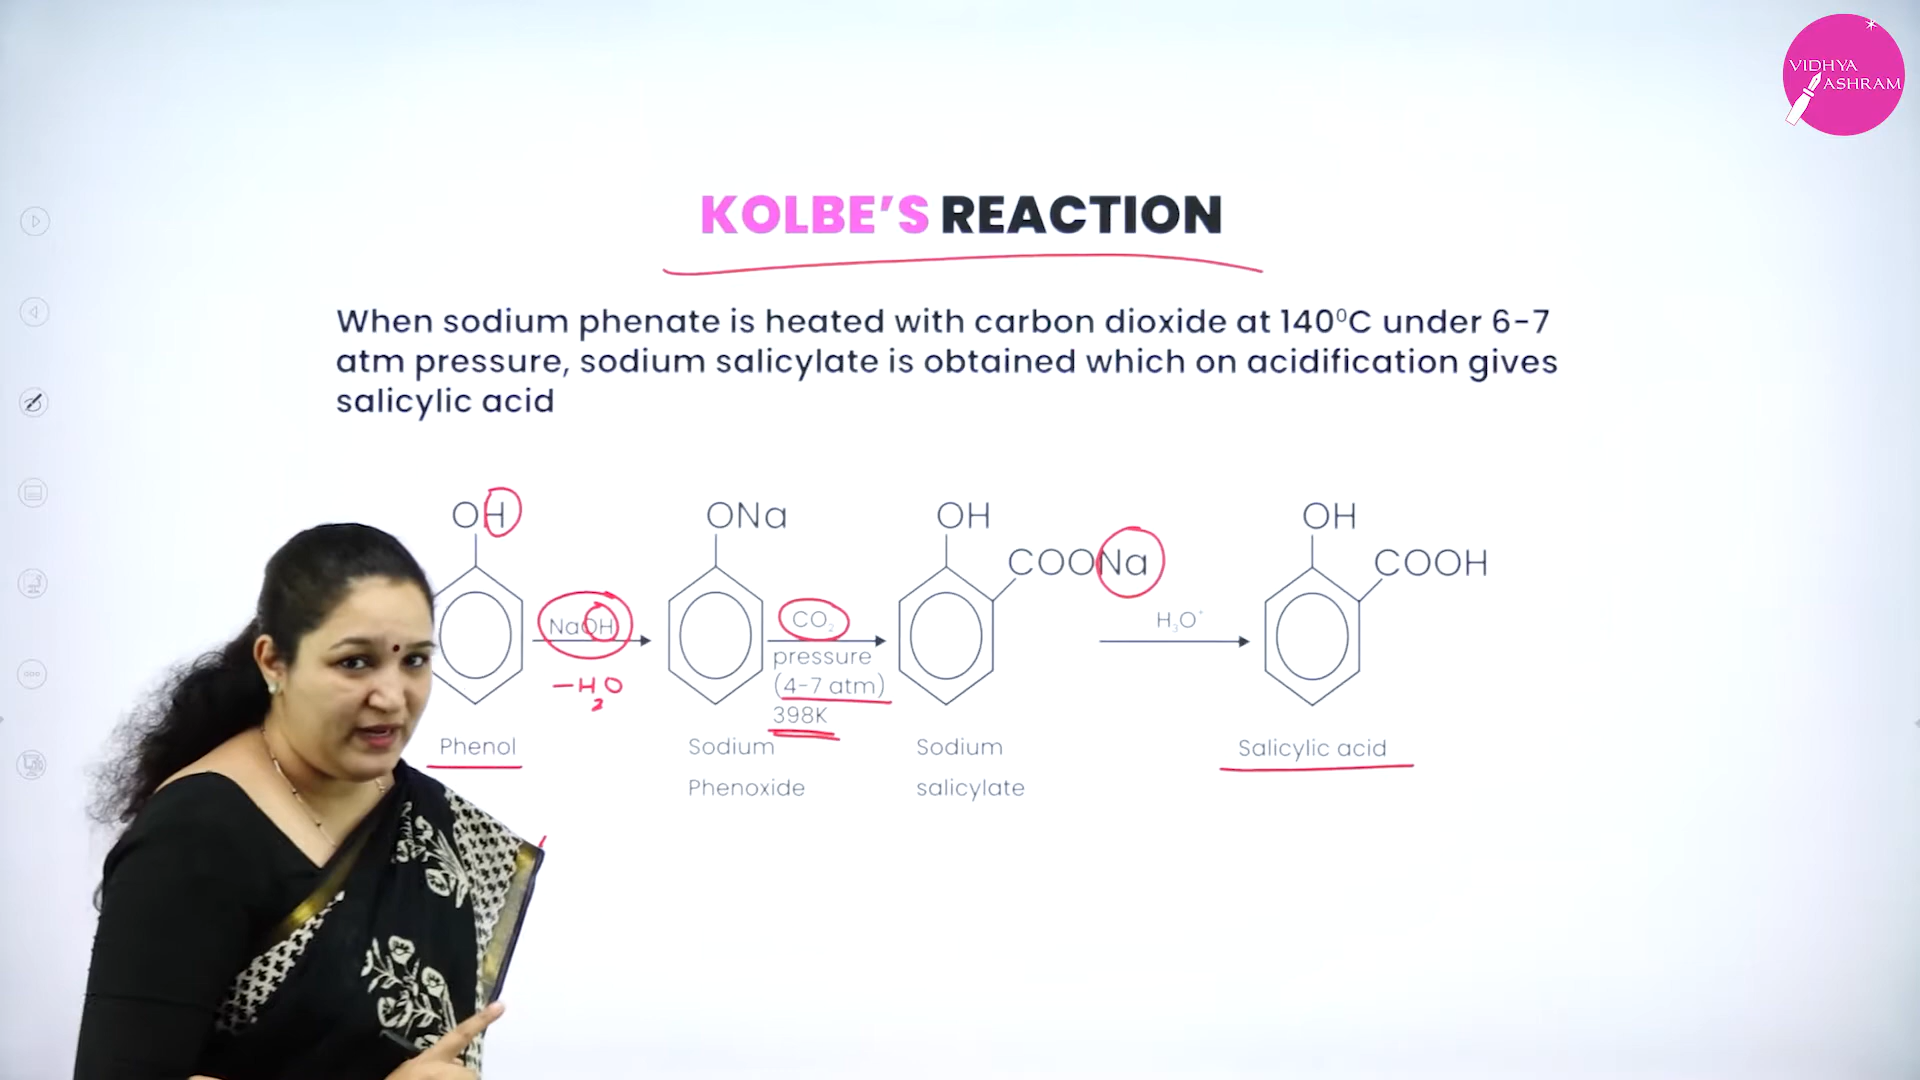 VIDHYA
ASHRAM
KOLBE'S REACTION
When sodium phenate is heated with carbon dioxide at 140⁰C under 6-7
atm pressure, sodium salicylate is obtained which on acidification gives
salicylic acid
OH
ONa
OH
COONa
OH
COOH
NaOH
-H₂O
CO₂
pressure
(4-7 atm)
398K
H₃O⁺
Phenol
Sodium
Phenoxide
Sodium
salicylate
Salicylic acid